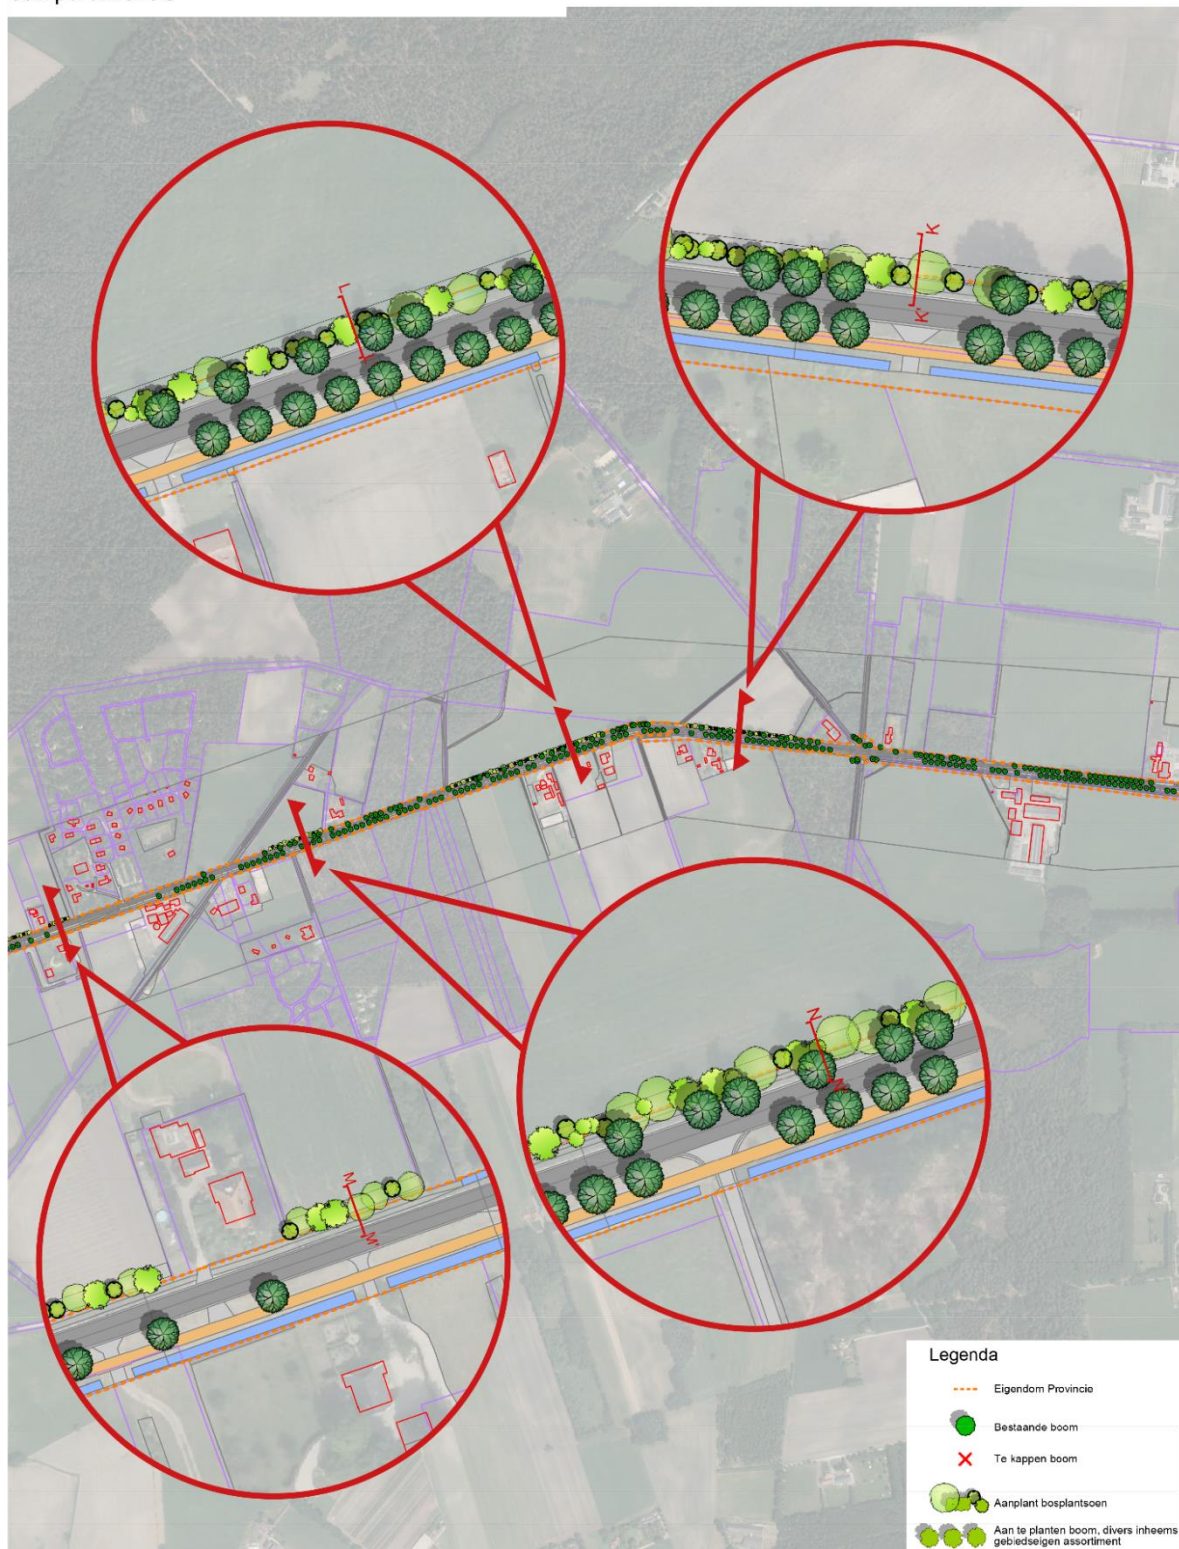 K
K'
L
N
M
M'
Legenda
Eigendom Provincie
Bestaande boom
Te kappen boom
Aanplant bosplantsoen
Aan te planten boom, divers inheems
gebiedseigen assortiment